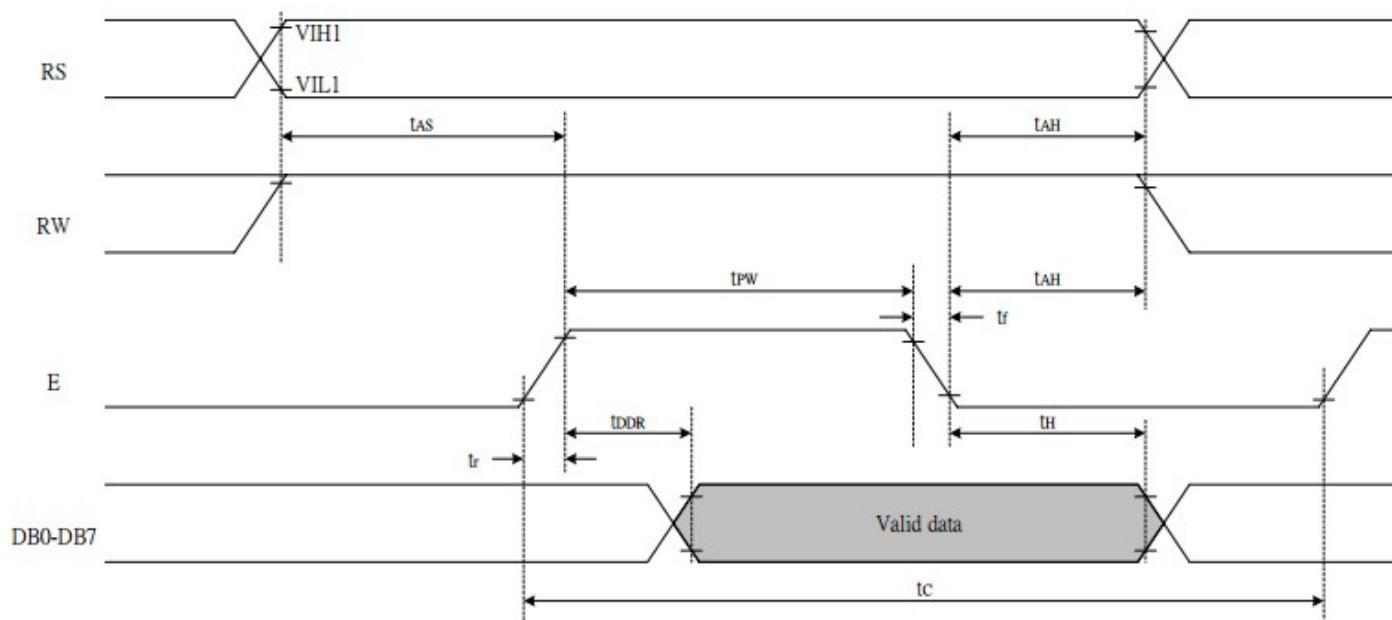 VIH1
RS
VIL1
tAS
tAH
RW
tPW
tAH
tf
E
tDDR
tH
tr
Valid data
DB0-DB7
tC